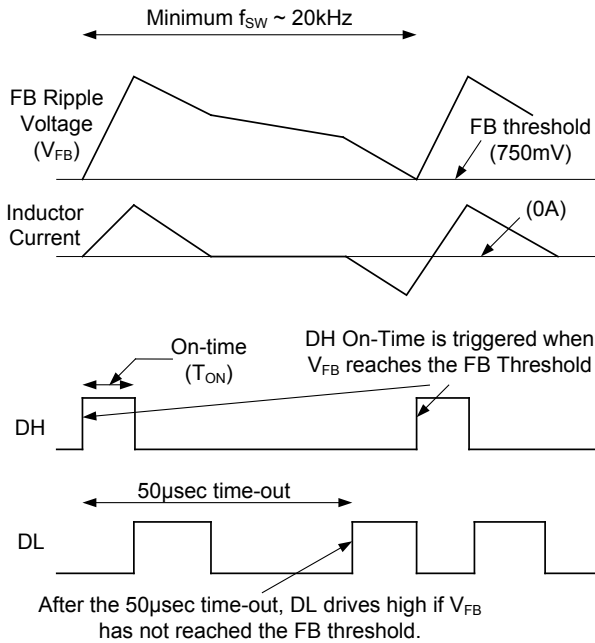 Minimum fSW ~ 20kHz
FB Ripple
Voltage
(VFB)
FB threshold
(750mV)
Inductor
Current
(0A)
On-time
(TON)
DH On-Time is triggered when
VFB reaches the FB Threshold
DH
50µsec time-out
DL
After the 50µsec time-out, DL drives high if VFB
has not reached the FB threshold.